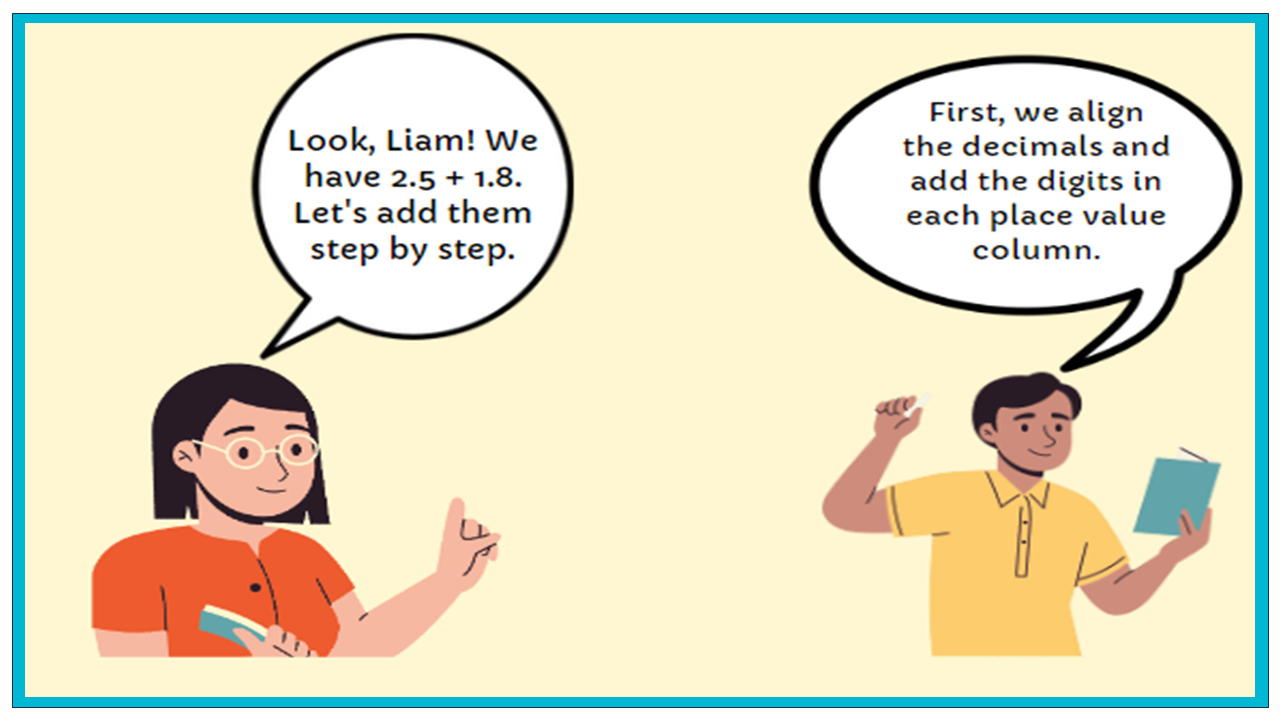 Look, Liam! We
have 2.5 + 1.8.
Let's add them
step by step.
First, we align
the decimals and
add the digits in
each place value
column.